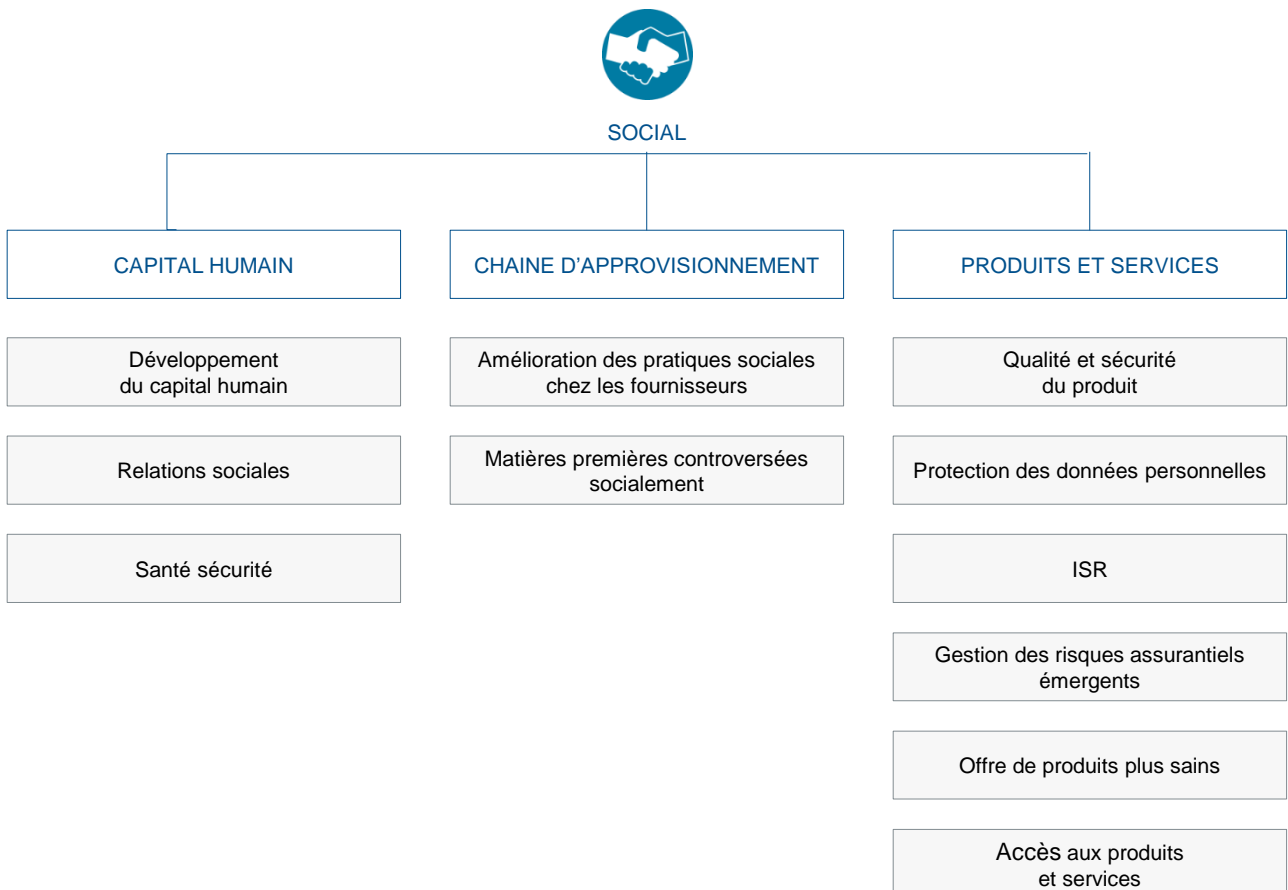 SOCIAL
CAPITAL HUMAIN
CHAINE D’APPROVISIONNEMENT
PRODUITS ET SERVICES
Développement
du capital humain
Relations sociales
Santé sécurité
Amélioration des pratiques sociales
chez les fournisseurs
Matières premières controversées
socialement
Qualité et sécurité
du produit
Protection des données personnelles
ISR
Gestion des risques assurantiels
émergents
Offre de produits plus sains
Accès aux produits
et services